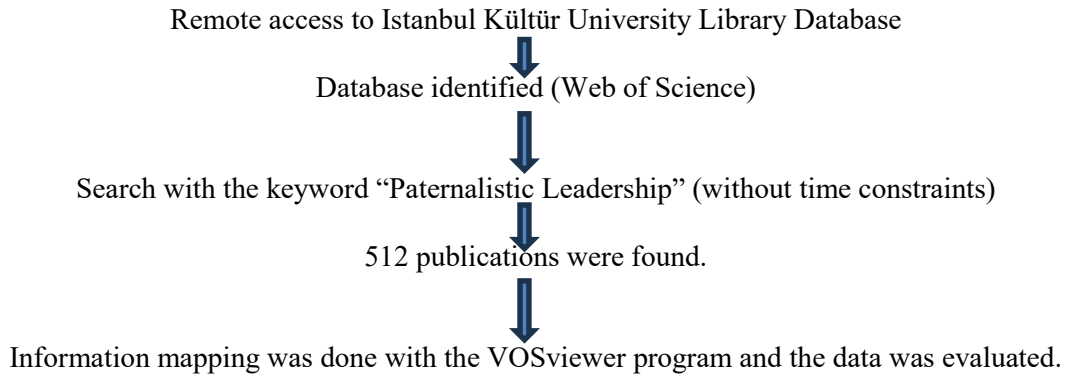 Remote access to Istanbul Kültür University Library Database
Database identified (Web of Science)
Search with the keyword “Paternalistic Leadership” (without time constraints)
512 publications were found.
Information mapping was done with the VOSviewer program and the data was evaluated.